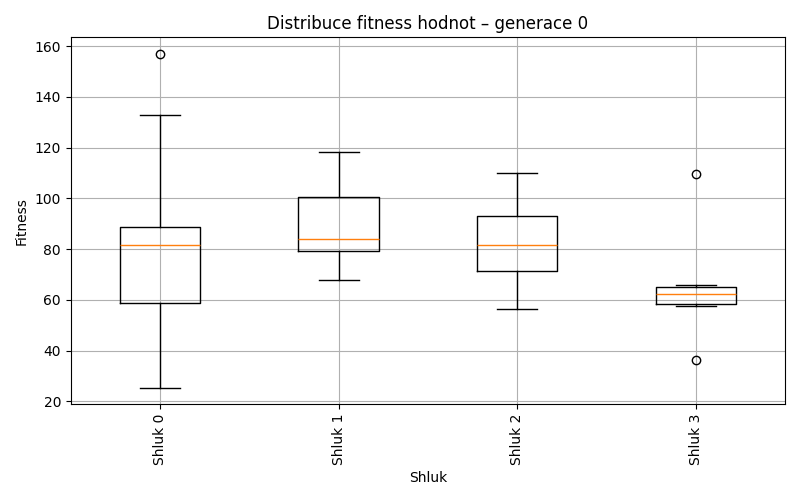 Distribuce fitness hodnot – generace 0
Fitness
160
140
120
100
80
60
40
20
Shluk 0
Shluk 1
Shluk 2
Shluk 3
Shluk